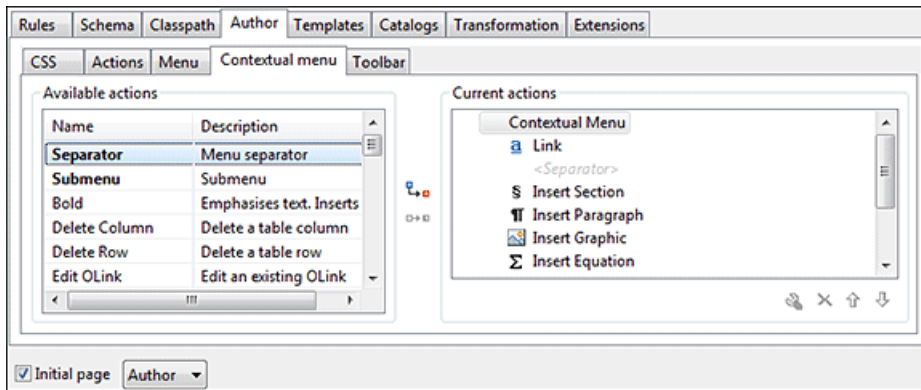 Rules Schema Classpath Author Templates Catalogs Transformation Extensions
CSS Actions Menu Contextual menu Toolbar
Available actions
Name Description
Separator Menu separator
Submenu Submenu
Bold Emphasises text. Inserts
Delete Column Delete a table column
Delete Row Delete a table row
Edit OLink Edit an existing OLink
Current actions
Contextual Menu
a Link
<Separator>
§ Insert Section
¶ Insert Paragraph
Insert Graphic
Σ Insert Equation
Initial page Author